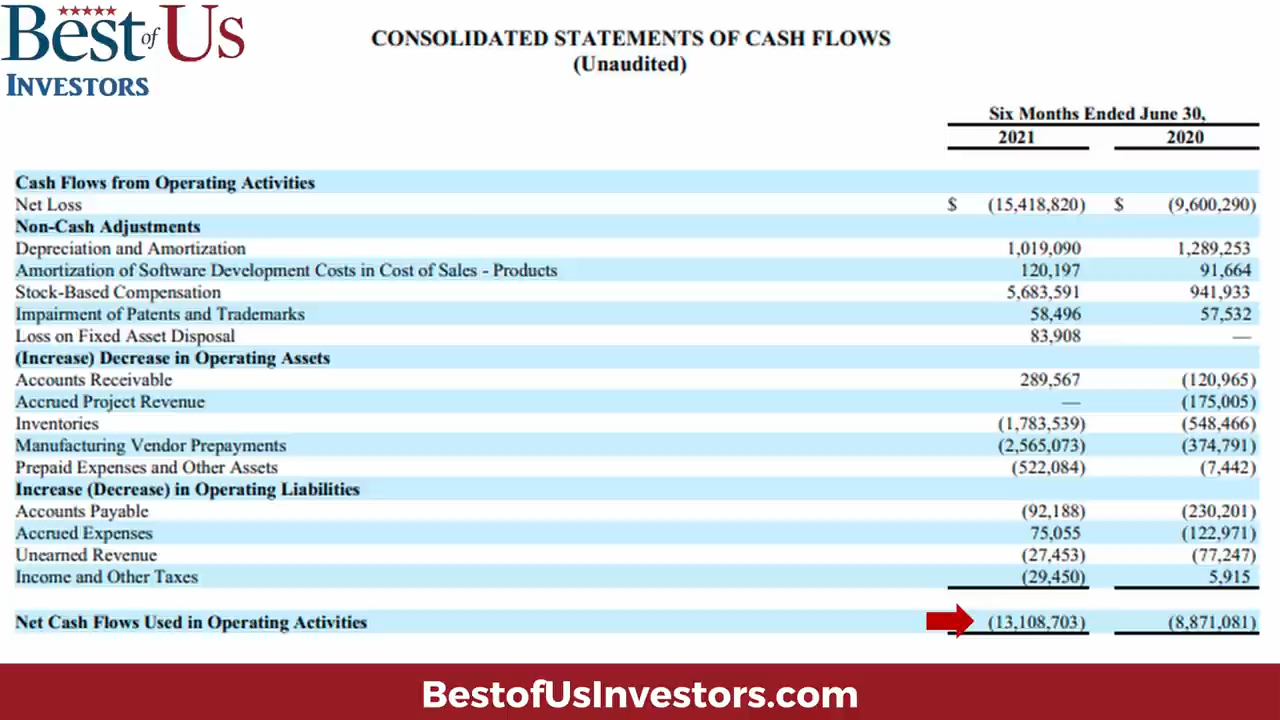 Best of Us
INVESTORS
CONSOLIDATED STATEMENTS OF CASH FLOWS
(Unaudited)
Six Months Ended June 30,
2021 2020
Cash Flows from Operating Activities
Net Loss $ (15,418,820) $ (9,600,290)
Non-Cash Adjustments
Depreciation and Amortization 1,019,090 1,289,253
Amortization of Software Development Costs in Cost of Sales - Products 120,197 91,664
Stock-Based Compensation 5,683,591 941,933
Impairment of Patents and Trademarks 58,496 57,532
Loss on Fixed Asset Disposal 83,908 —
(Increase) Decrease in Operating Assets
Accounts Receivable 289,567 (120,965)
Accrued Project Revenue — (175,005)
Inventories (1,783,539) (548,466)
Manufacturing Vendor Prepayments (2,565,073) (374,791)
Prepaid Expenses and Other Assets (522,084) (7,442)
Increase (Decrease) in Operating Liabilities
Accounts Payable (92,188) (230,201)
Accrued Expenses 75,055 (122,971)
Unearned Revenue (27,453) (77,247)
Income and Other Taxes (29,450) 5,915
Net Cash Flows Used in Operating Activities (13,108,703) (8,871,081)
BestofUsInvestors.com